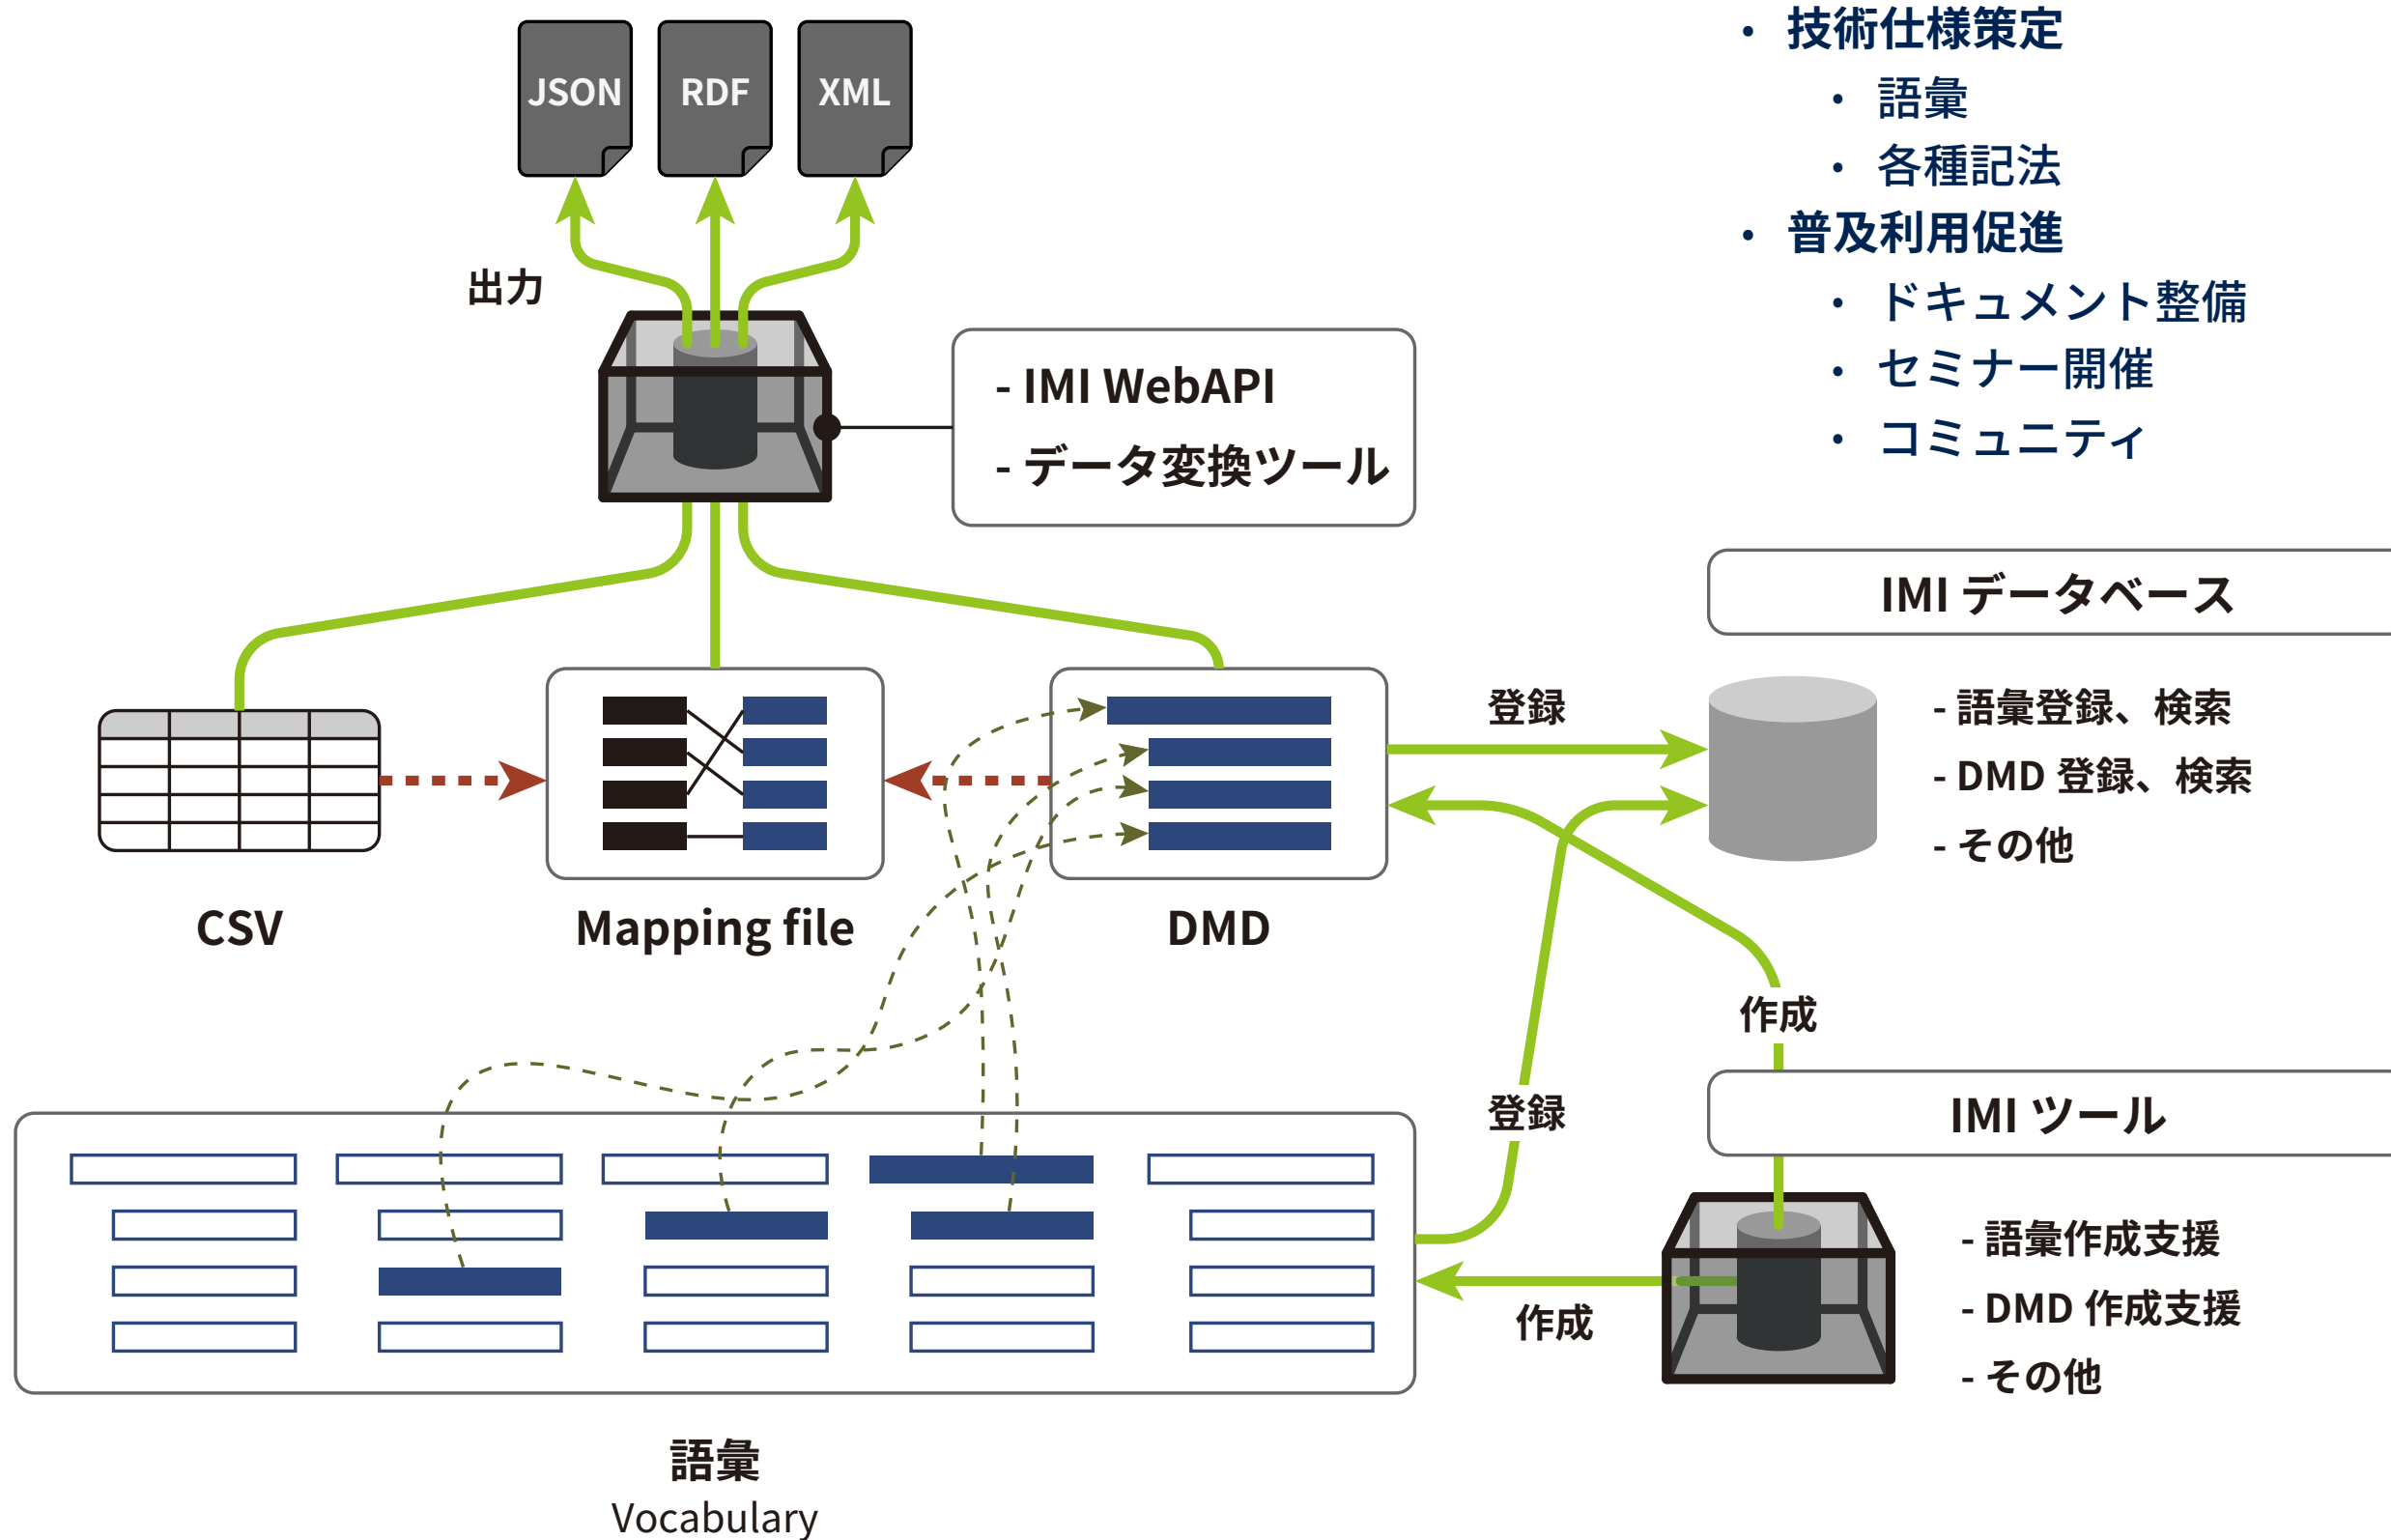 JSON
RDF
XML
出力
- IMI WebAPI
- データ変換ツール
• 技術仕様策定
• 語彙
• 各種記法
• 普及利用促進
• ドキュメント整備
• セミナー開催
• コミュニティ
IMI データベース
- 語彙登録、検索
- DMD 登録、検索
- その他
登録
CSV
Mapping file
DMD
作成
登録
IMI ツール
- 語彙作成支援
- DMD 作成支援
- その他
作成
語彙
Vocabulary